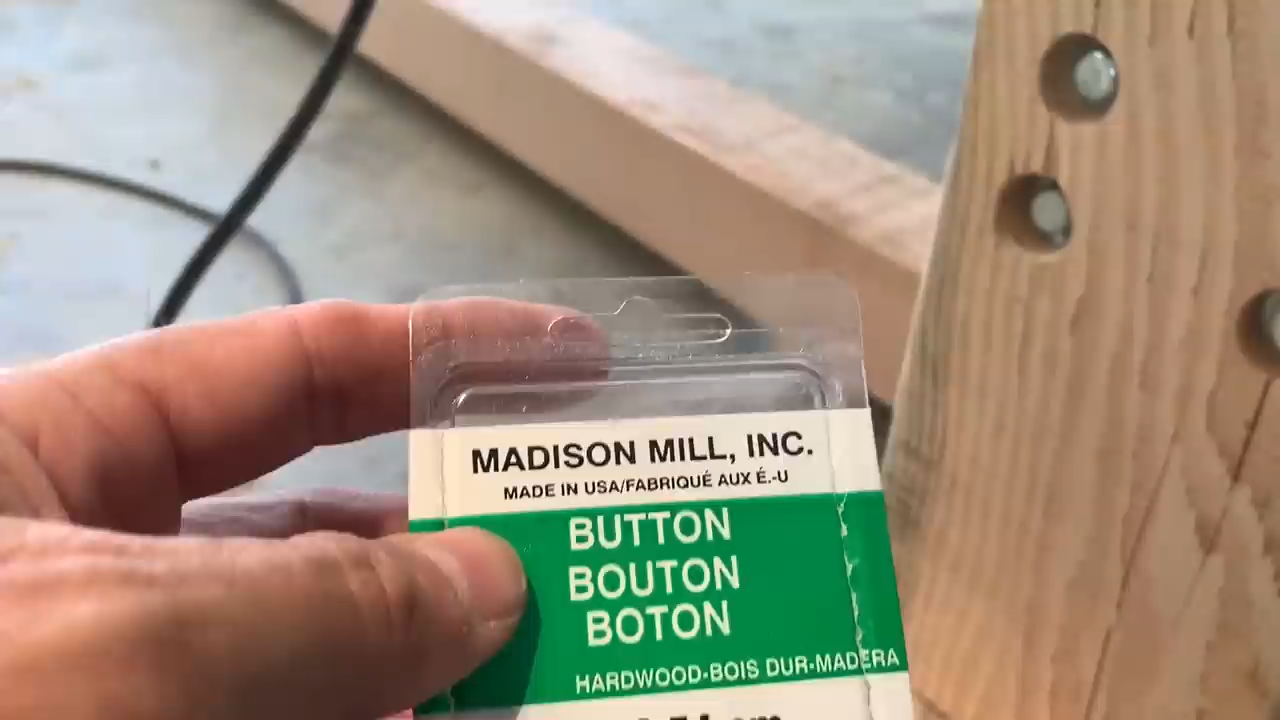 MADISON MILL, INC.
MADE IN USA/FABRIQUÉ AUX É.-U
BUTTON
BOUTON
BOTON
HARDWOOD-BOIS DUR-MADERA